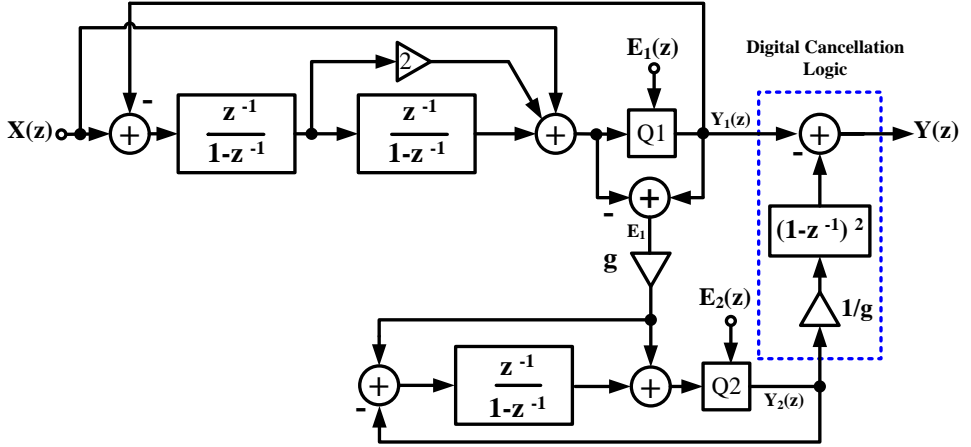 E1(z)
Digital Cancellation
Logic
2
-
X(z)
+
z -1
1-z -1
z -1
1-z -1
+
Q1
Y1(z)
+
-
Y(z)
+
-
E1
(1-z -1) 2
g
E2(z)
1/g
+
-
z -1
1-z -1
+
Q2
Y2(z)